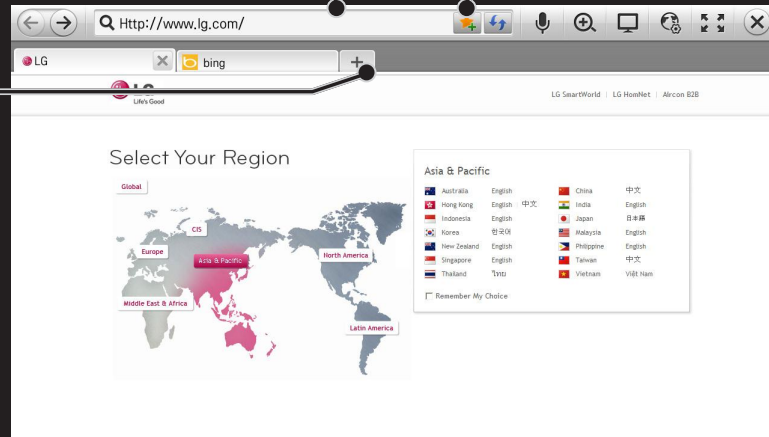 Http://www.lg.com/
LG
bing
LG
Life's Good
LG SmartWorld | LG HomNet | Aircon B2B
Select Your Region
Global
CIS
Europe
Asia & Pacific
North America
Middle East & Africa
Latin America
Asia & Pacific
Australia English China 中文
Hong Kong English 中文 India English
Indonesia English Japan 日本語
Korea 한국어 Malaysia English
New Zealand English Philippine English
Singapore English Taiwan 中文
Thailand ไทย Vietnam Việt Nam
Remember My Choice